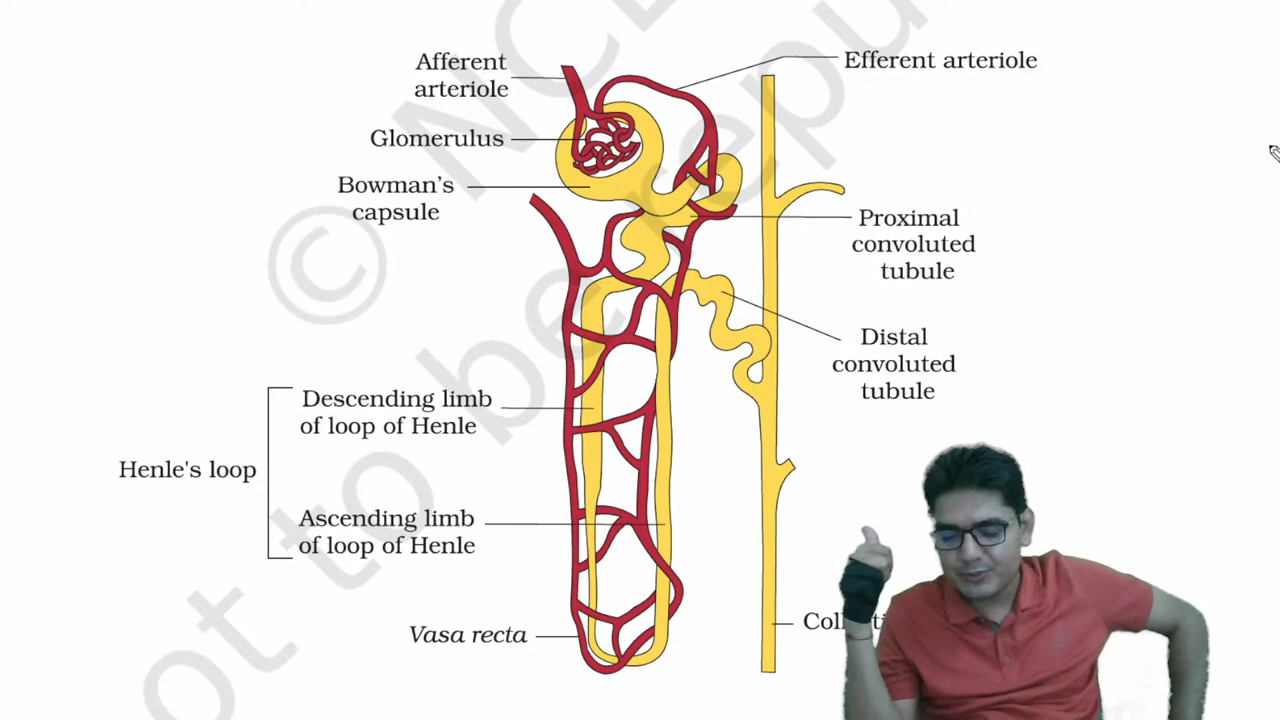 Afferent
arteriole
Efferent arteriole
Glomerulus
Bowman's
capsule
Proximal
convoluted
tubule
Distal
convoluted
tubule
Descending limb
of loop of Henle
Henle's loop
Ascending limb
of loop of Henle
Vasa recta
©